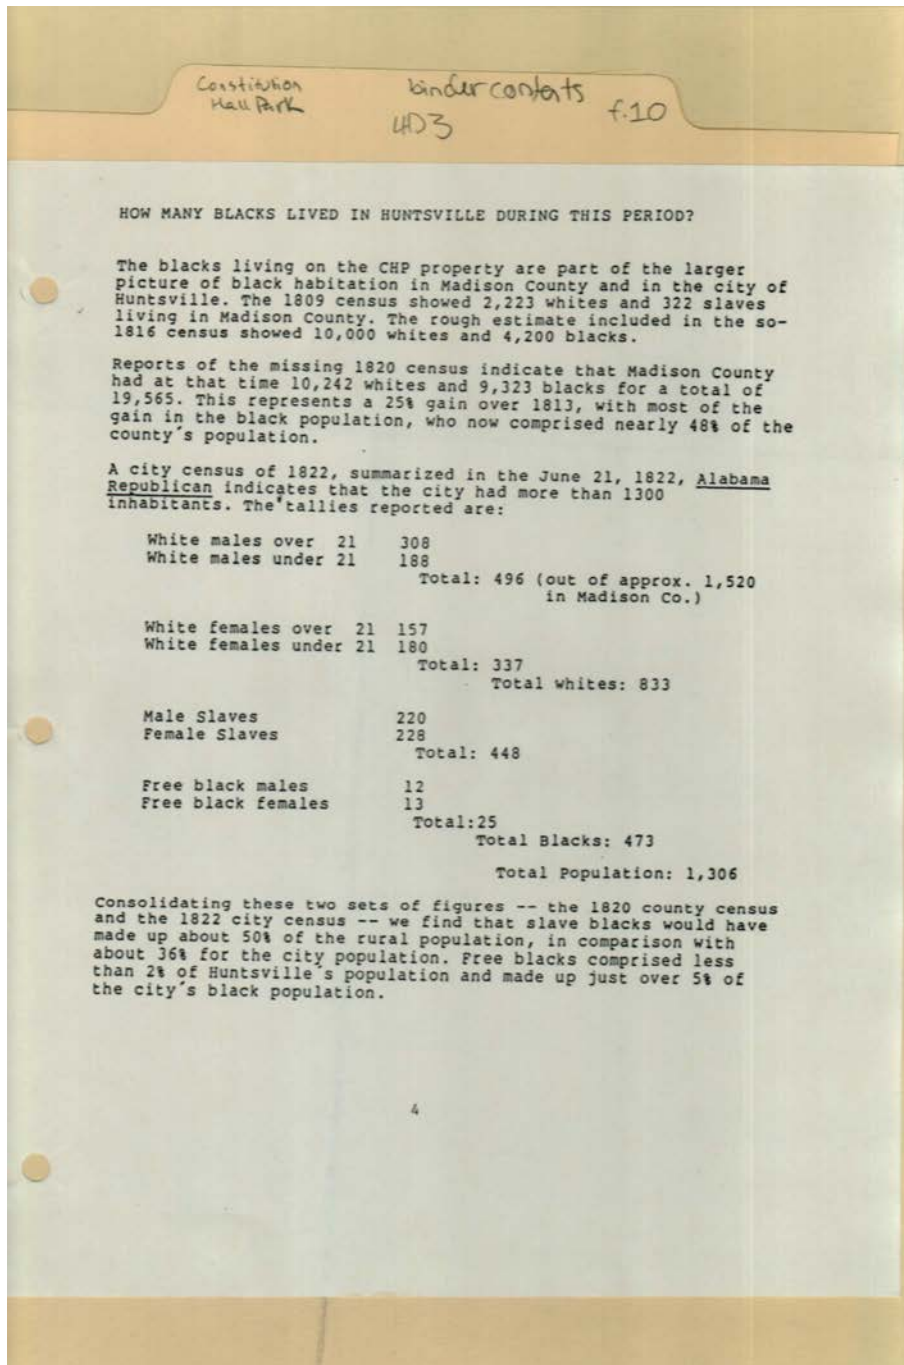 Constitution
Hall Park
binder contents
4D3
f.10
HOW MANY BLACKS LIVED IN HUNTSVILLE DURING THIS PERIOD?
The blacks living on the CHP property are part of the larger
picture of black habitation in Madison County and in the city of
Huntsville. The 1809 census showed 2,223 whites and 322 slaves
living in Madison County. The rough estimate included in the so-
1816 census showed 10,000 whites and 4,200 blacks.
Reports of the missing 1820 census indicate that Madison County
had at that time 10,242 whites and 9,323 blacks for a total of
19,565. This represents a 25% gain over 1813, with most of the
gain in the black population, who now comprised nearly 48% of the
county's population.
A city census of 1822, summarized in the June 21, 1822, Alabama
Republican indicates that the city had more than 1300
inhabitants. The tallies reported are:
White males over 21 308
White males under 21 188
Total: 496 (out of approx. 1,520
in Madison Co.)
White females over 21 157
White females under 21 180
Total: 337
Total whites: 833
Male Slaves 220
Female Slaves 228
Total: 448
Free black males 12
Free black females 13
Total:25
Total Blacks: 473
Total Population: 1,306
Consolidating these two sets of figures -- the 1820 county census
and the 1822 city census -- we find that slave blacks would have
made up about 50% of the rural population, in comparison with
about 36% for the city population. Free blacks comprised less
than 2% of Huntsville's population and made up just over 5% of
the city's black population.
4